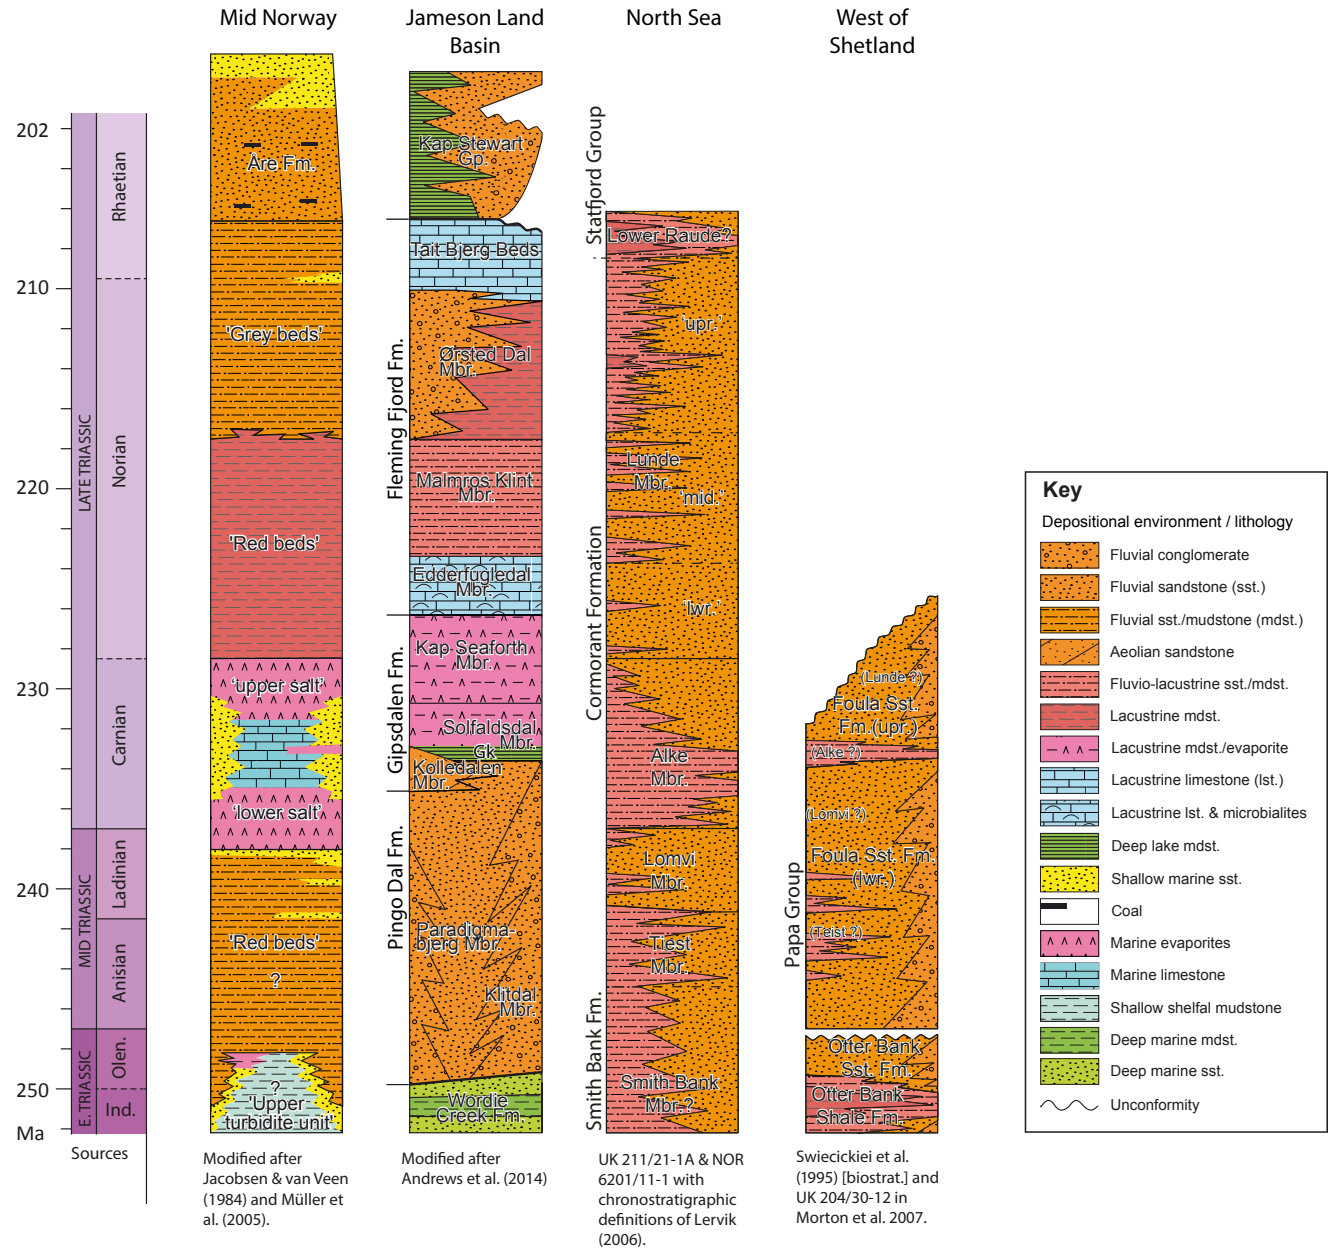 Mid Norway
Jameson Land
Basin
North Sea
West of
Shetland
202
210
220
230
240
250
Ma
Sources
LATE TRIASSIC
MID TRIASSIC
E. TRIASSIC
Rhaetian
Norian
Carnian
Ladinian
Anisian
Olen.
Ind.
Åre Fm.
'Grey beds'
'Red beds'
'upper salt'
'lower salt'
'Red beds'
?
?
'Upper
turbidite unit'
Modified after
Jacobsen & van Veen
(1984) and Müller et
al. (2005).
Fleming Fjord Fm.
Gipsdalen Fm.
Pingo Dal Fm.
Kap Stewart
Gp.
Tait Bjerg Beds
Ørsted Dal
Mbr.
Malmros Klint
Mbr.
Edderfugledal
Mbr.
Kap Seaforth
Mbr.
Solfaldsdal
Mbr.
Gk
Kolledalen
Mbr.
Paradigma-
bjerg Mbr.
Klitdal
Mbr.
Wordie
Creek Fm.
Modified after
Andrews et al. (2014)
Statfjord Group
Cormorant Formation
Smith Bank Fm.
Lower Raude?
'upr.'
Lunde
Mbr.
'mid.'
'lwr.'
Alke
Mbr.
Lomvi
Mbr.
Tiest
Mbr.
Smith Bank
Mbr.?
UK 211/21-1A & NOR
6201/11-1 with
chronostratigraphic
definitions of Lervik
(2006).
Papa Group
(Lunde ?)
Foula Sst.
Fm.(upr.)
(Alke ?)
(Lomvi ?)
Foula Sst. Fm.
(lwr.)
(Teist ?)
Otter Bank
Sst. Fm.
Otter Bank
Shale Fm.
Swiecickiei et al.
(1995) [biostrat.] and
UK 204/30-12 in
Morton et al. 2007.
Key
Depositional environment / lithology
Fluvial conglomerate
Fluvial sandstone (sst.)
Fluvial sst./mudstone (mdst.)
Aeolian sandstone
Fluvio-lacustrine sst./mdst.
Lacustrine mdst.
Lacustrine mdst./evaporite
Lacustrine limestone (lst.)
Lacustrine lst. & microbialites
Deep lake mdst.
Shallow marine sst.
Coal
Marine evaporites
Marine limestone
Shallow shelfal mudstone
Deep marine mdst.
Deep marine sst.
Unconformity